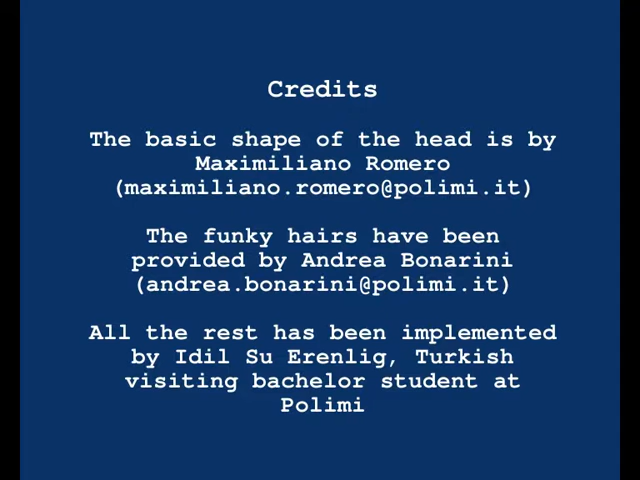 Credits
The basic shape of the head is by
Maximiliano Romero
(maximiliano.romero@polimi.it)
The funky hairs have been
provided by Andrea Bonarini
(andrea.bonarini@polimi.it)
All the rest has been implemented
by Idil Su Erenlig, Turkish
visiting bachelor student at
Polimi